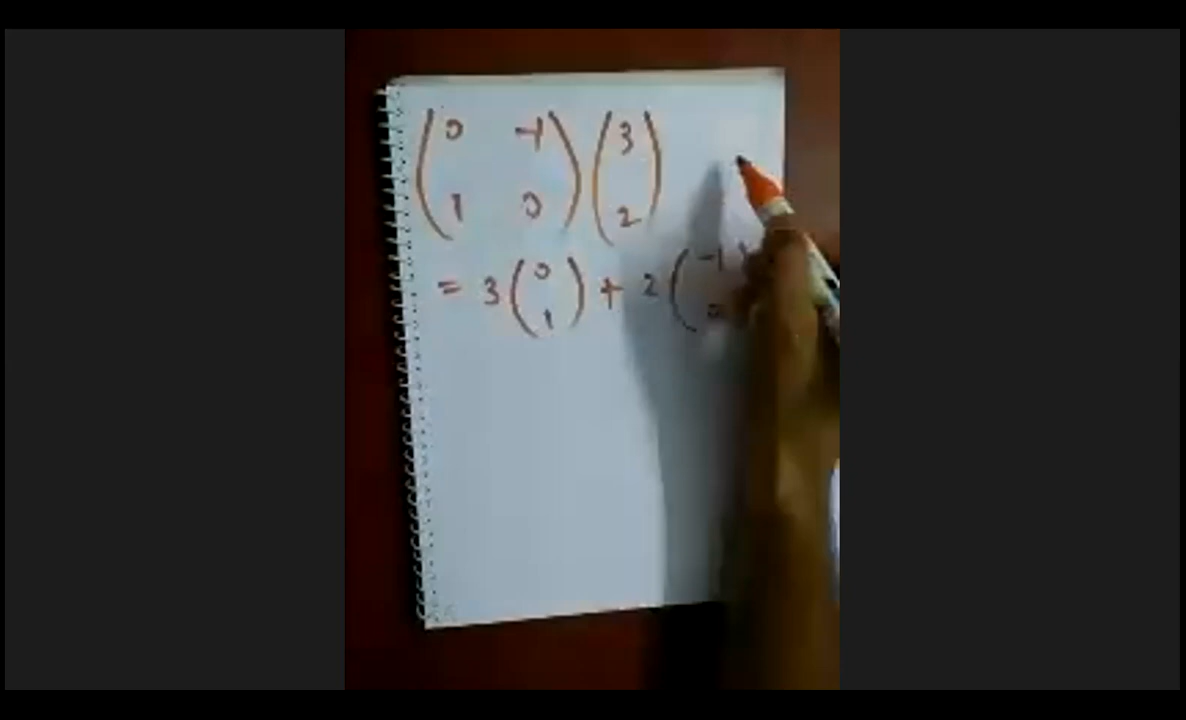 ( 0 -1 ) ( 3 )
( 1 0 ) ( 2 )
= 3 ( 0 1 ) + 2 ( -1 0 )